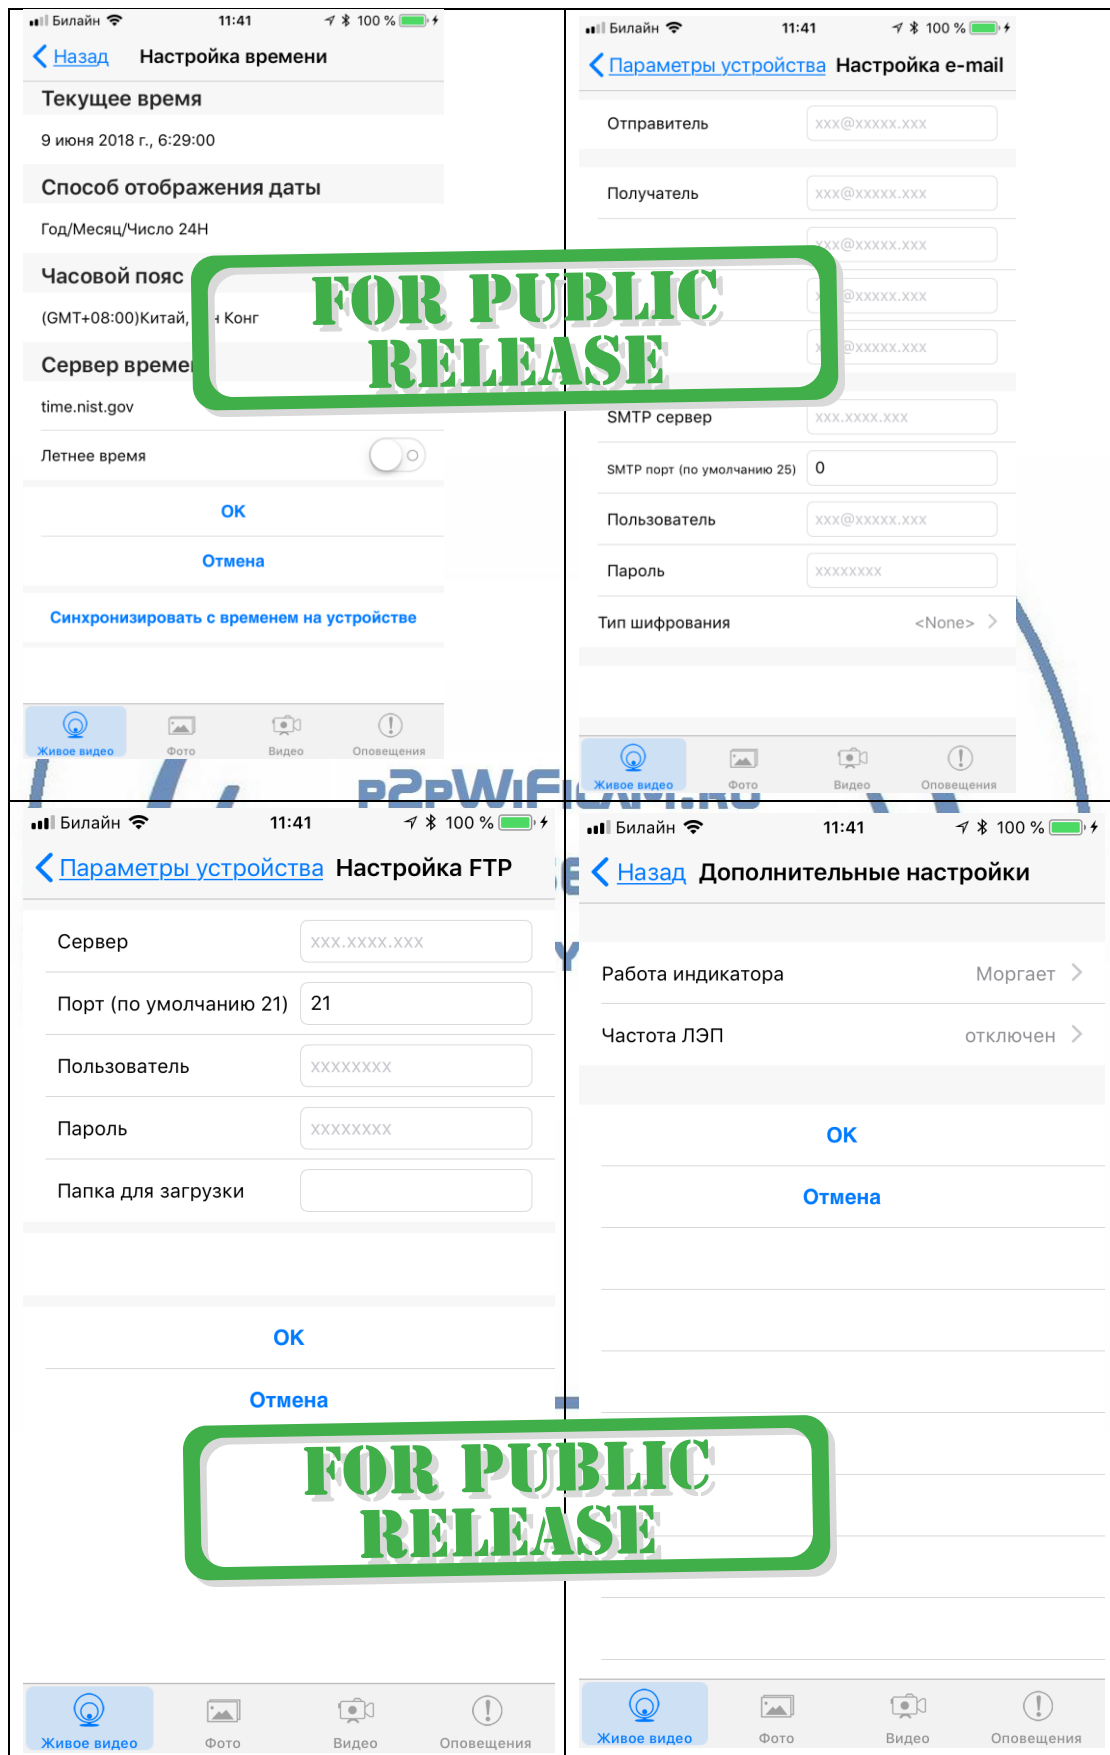 Билайн 11:41 100 %
Назад Настройка времени
Текущее время
9 июня 2018 г., 6:29:00
Способ отображения даты
Год/Месяц/Число 24H
Часовой пояс
(GMT+08:00)Китай, Конг
Сервер
time.nist.gov
Летнее время
OK
Отмена
Синхронизировать с временем на устройстве
Живое видео Фото Видео Оповещения
Билайн 11:41 100 %
Параметры устройства Настройка e-mail
Отправитель xxx@xxxxx.xxx
Получатель xxx@xxxxx.xxx
xxx@xxxxx.xxx
@xxxxx.xxx
@xxxxx.xxx
SMTP сервер xxx.xxxx.xxx
SMTP порт (по умолчанию 25) 0
Пользователь xxx@xxxxx.xxx
Пароль xxxxxxxx
Тип шифрования <None>
Живое видео Фото Видео Оповещения
FOR PUBLIC
RELEASE
P2PWIFICAM.RU
Билайн 11:41 100 %
Параметры устройства Настройка FTP
Сервер xxx.xxxx.xxx
Порт (по умолчанию 21) 21
Пользователь xxxxxxxx
Пароль xxxxxxxx
Папка для загрузки
OK
Отмена
Живое видео Фото Видео Оповещения
Билайн 11:41 100 %
Назад Дополнительные настройки
Работа индикатора Моргает
Частота ЛЭП отключен
OK
Отмена
Живое видео Фото Видео Оповещения
FOR PUBLIC
RELEASE